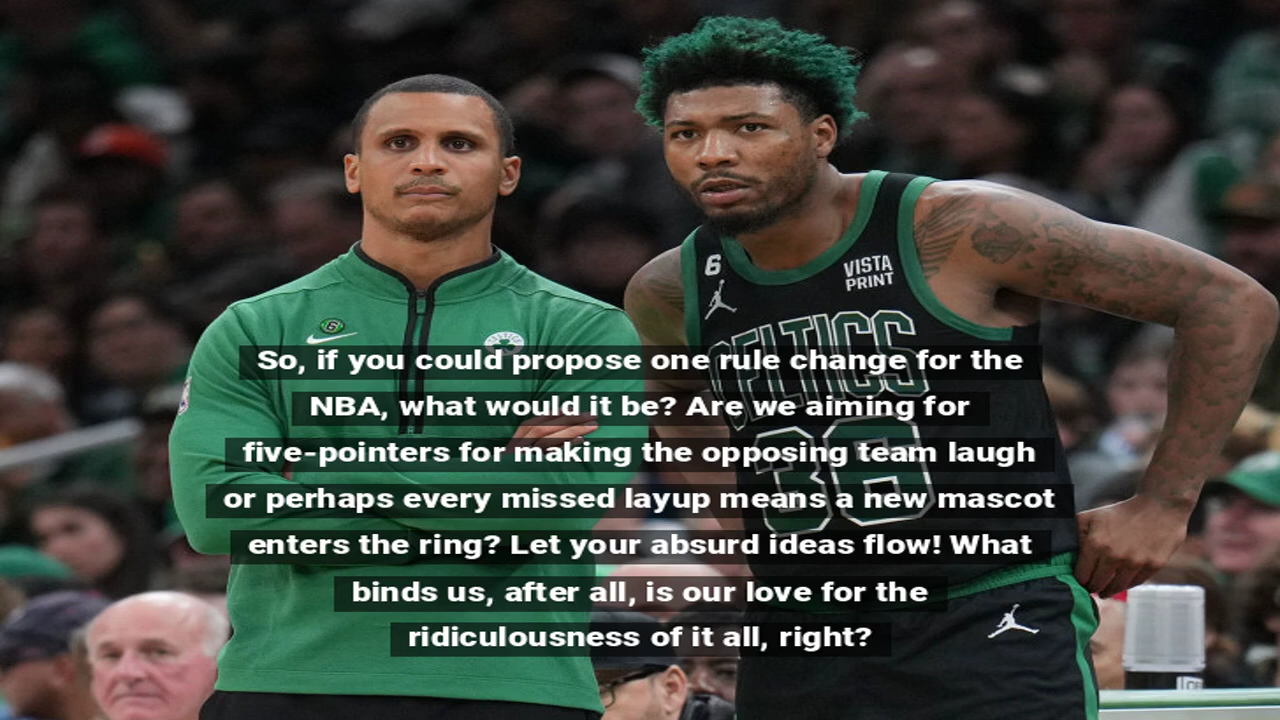 6
VISTA
PRINT
CELTICS
36
So, if you could propose one rule change for the
NBA, what would it be? Are we aiming for
five-pointers for making the opposing team laugh
or perhaps every missed layup means a new mascot
enters the ring? Let your absurd ideas flow! What
binds us, after all, is our love for the
ridiculousness of it all, right?